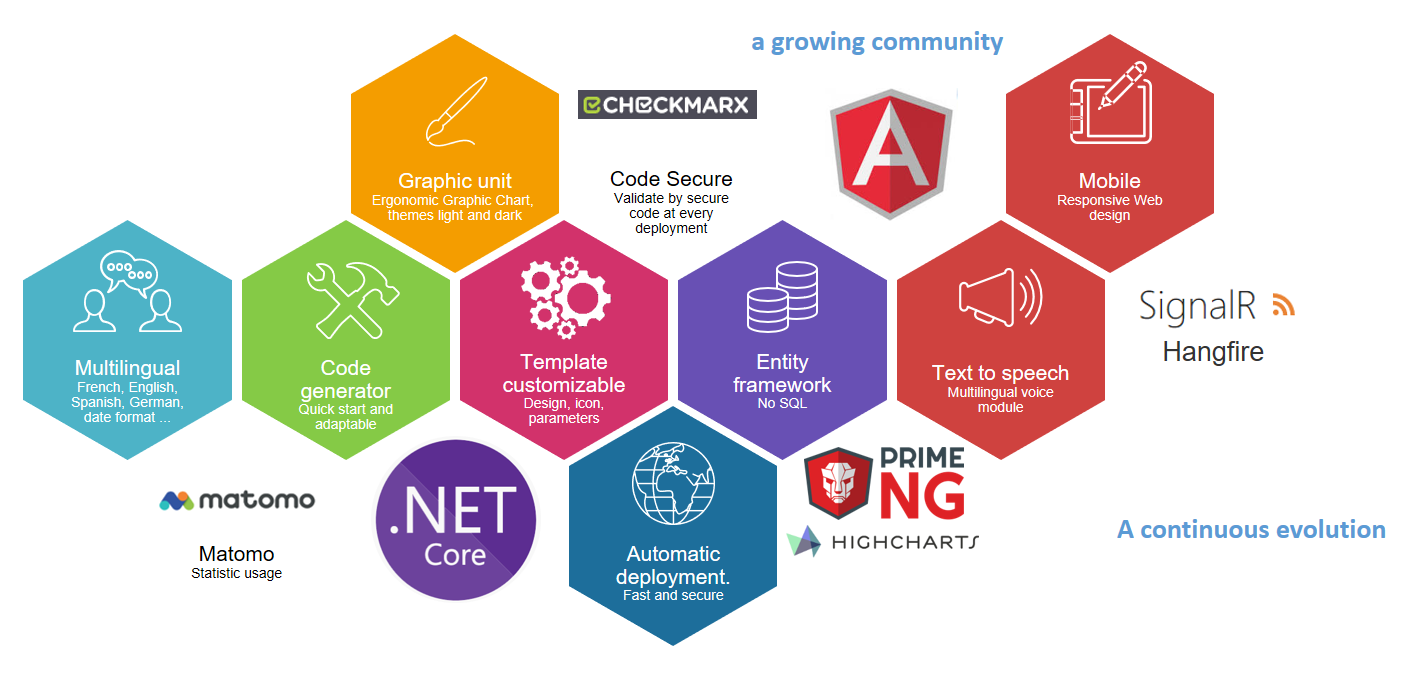 a growing community
CHECKMARX
Graphic unit
Ergonomic Graphic Chart,
themes light and dark
Code Secure
Validate by secure
code at every
deployment
A
Mobile
Responsive Web
design
Multilingual
French, English,
Spanish, German,
date format ...
Code
generator
Quick start and
adaptable
Template
customizable
Design, icon,
parameters
Entity
framework
No SQL
Text to speech
Multilingual voice
module
SignalR
Hangfire
matomo
Matomo
Statistic usage
.NET
Core
Automatic
deployment.
Fast and secure
PRIME
NG
HIGHCHARTS
A continuous evolution